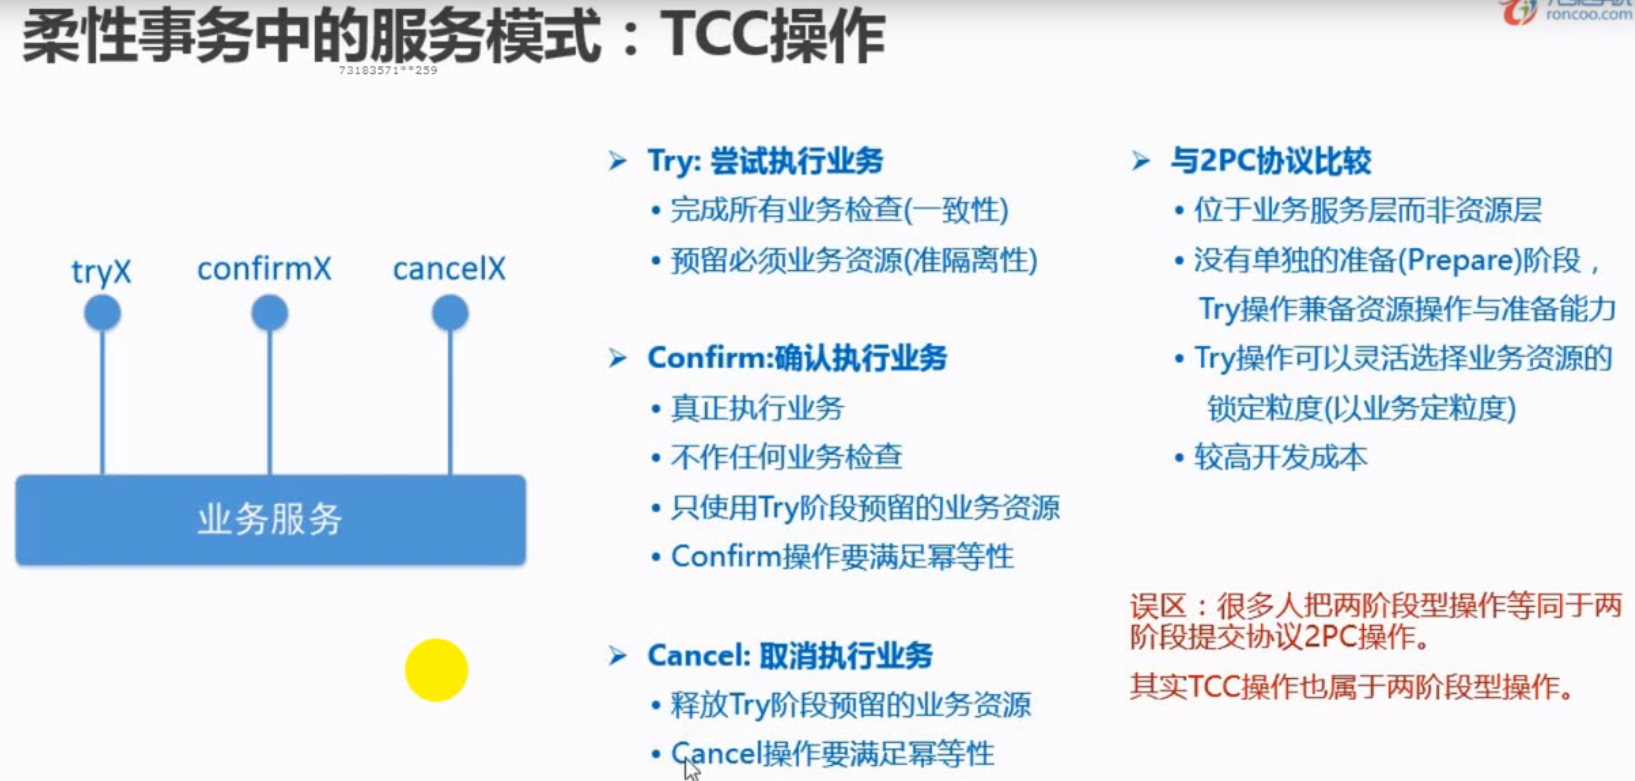 柔性事务中的服务模式：TCC操作
roncoo.com
73183571**259
tryX
confirmX
cancelX
业务服务
Try: 尝试执行业务
• 完成所有业务检查(一致性)
• 预留必须业务资源(准隔离性)
Confirm:确认执行业务
• 真正执行业务
• 不作任何业务检查
• 只使用Try阶段预留的业务资源
• Confirm操作要满足幂等性
Cancel: 取消执行业务
• 释放Try阶段预留的业务资源
• Cancel操作要满足幂等性
与2PC协议比较
• 位于业务服务层而非资源层
• 没有单独的准备(Prepare)阶段，
Try操作兼备资源操作与准备能力
• Try操作可以灵活选择业务资源的
锁定粒度(以业务定粒度)
• 较高开发成本
误区：很多人把两阶段型操作等同于两
阶段提交协议2PC操作。
其实TCC操作也属于两阶段型操作。